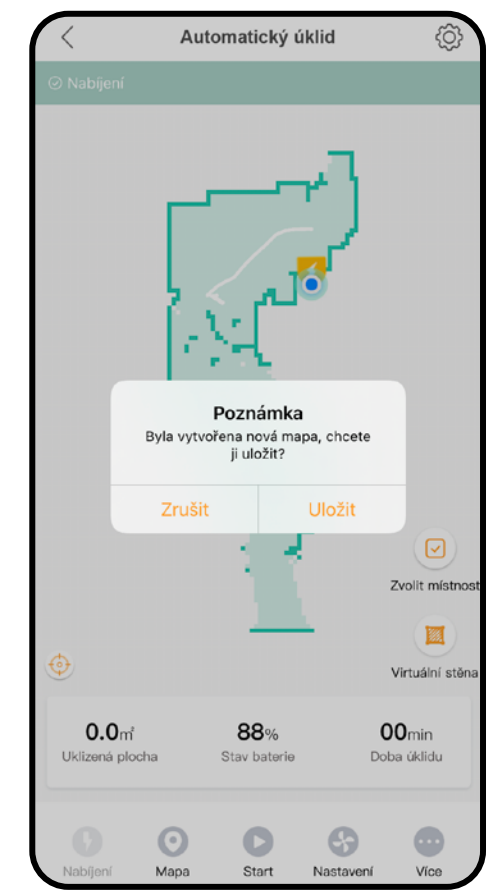 Automatický úklid
Nabíjení
Poznámka
Byla vytvořena nová mapa, chcete
ji uložit?
Zrušit Uložit
Zvolit místnost
Virtuální stěna
0.0㎡ 88% 00min
Uklizená plocha Stav baterie Doba úklidu
Nabíjení Mapa Start Nastavení Více